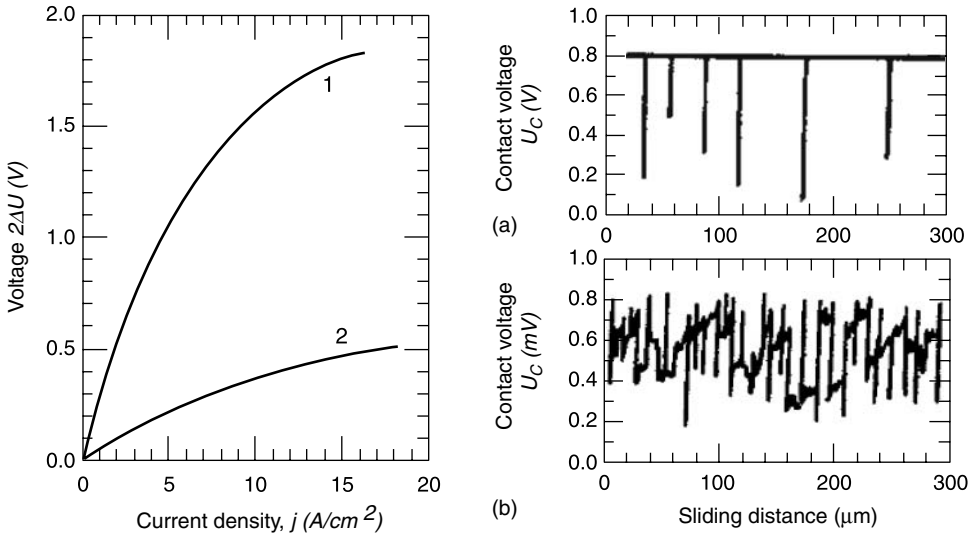 2.0
1.5
1.0
0.5
0.0
Voltage 2ΔU (V)
1
2
0 5 10 15 20
Current density, j (A/cm²)
1.0
0.8
0.6
0.4
0.2
0.0
Contact voltage
U_C (V)
(a)
0 100 200 300
1.0
0.8
0.6
0.4
0.2
0.0
Contact voltage
U_C (mV)
(b)
0 100 200 300
Sliding distance (μm)